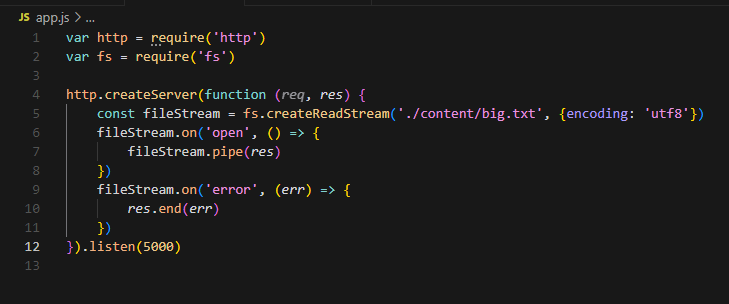 JS app.js > ...
1 var http = require('http')
2 var fs = require('fs')
3
4 http.createServer(function (req, res) {
5     const fileStream = fs.createReadStream('./content/big.txt', {encoding: 'utf8'})
6     fileStream.on('open', () => {
7         fileStream.pipe(res)
8     })
9     fileStream.on('error', (err) => {
10         res.end(err)
11     })
12 }).listen(5000)
13